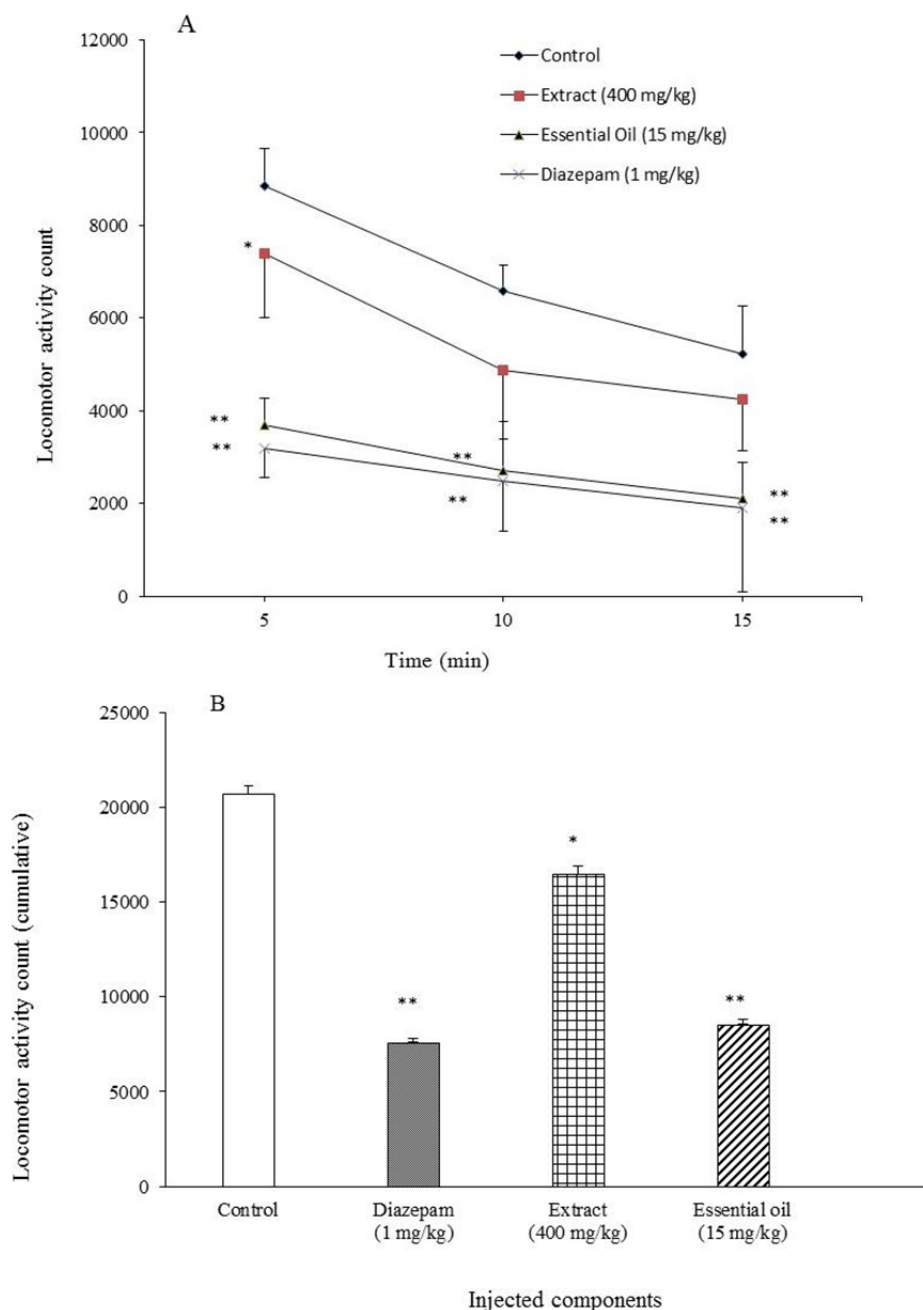 A
12000
10000
8000
6000
4000
2000
0
Locomotor activity count
Control
Extract (400 mg/kg)
Essential Oil (15 mg/kg)
Diazepam (1 mg/kg)
*
**
**
**
**
**
**
5 10 15
Time (min)
B
25000
20000
15000
10000
5000
0
Locomotor activity count (cumulative)
**
*
**
Control Diazepam Extract Essential oil
(1 mg/kg) (400 mg/kg) (15 mg/kg)
Injected components